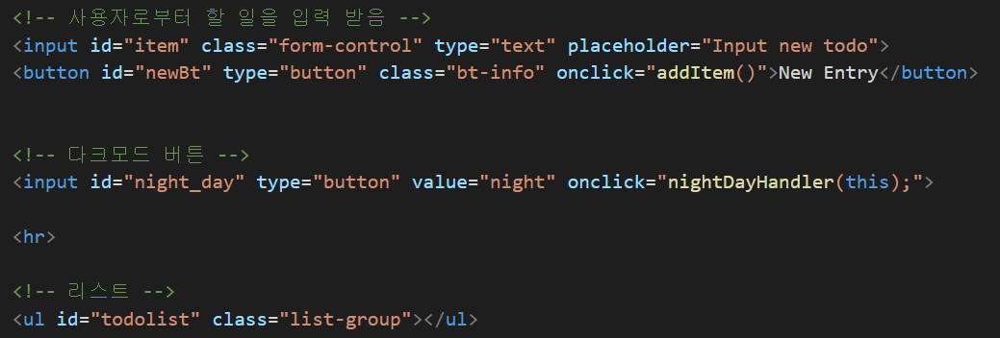 <!-- 사용자로부터 할 일을 입력 받음 -->
<input id="item" class="form-control" type="text" placeholder="Input new todo">
<button id="newBt" type="button" class="bt-info" onclick="addItem()">New Entry</button>
<!-- 다크모드 버튼 -->
<input id="night_day" type="button" value="night" onclick="nightDayHandler(this);">
<hr>
<!-- 리스트 -->
<ul id="todolist" class="list-group"></ul>